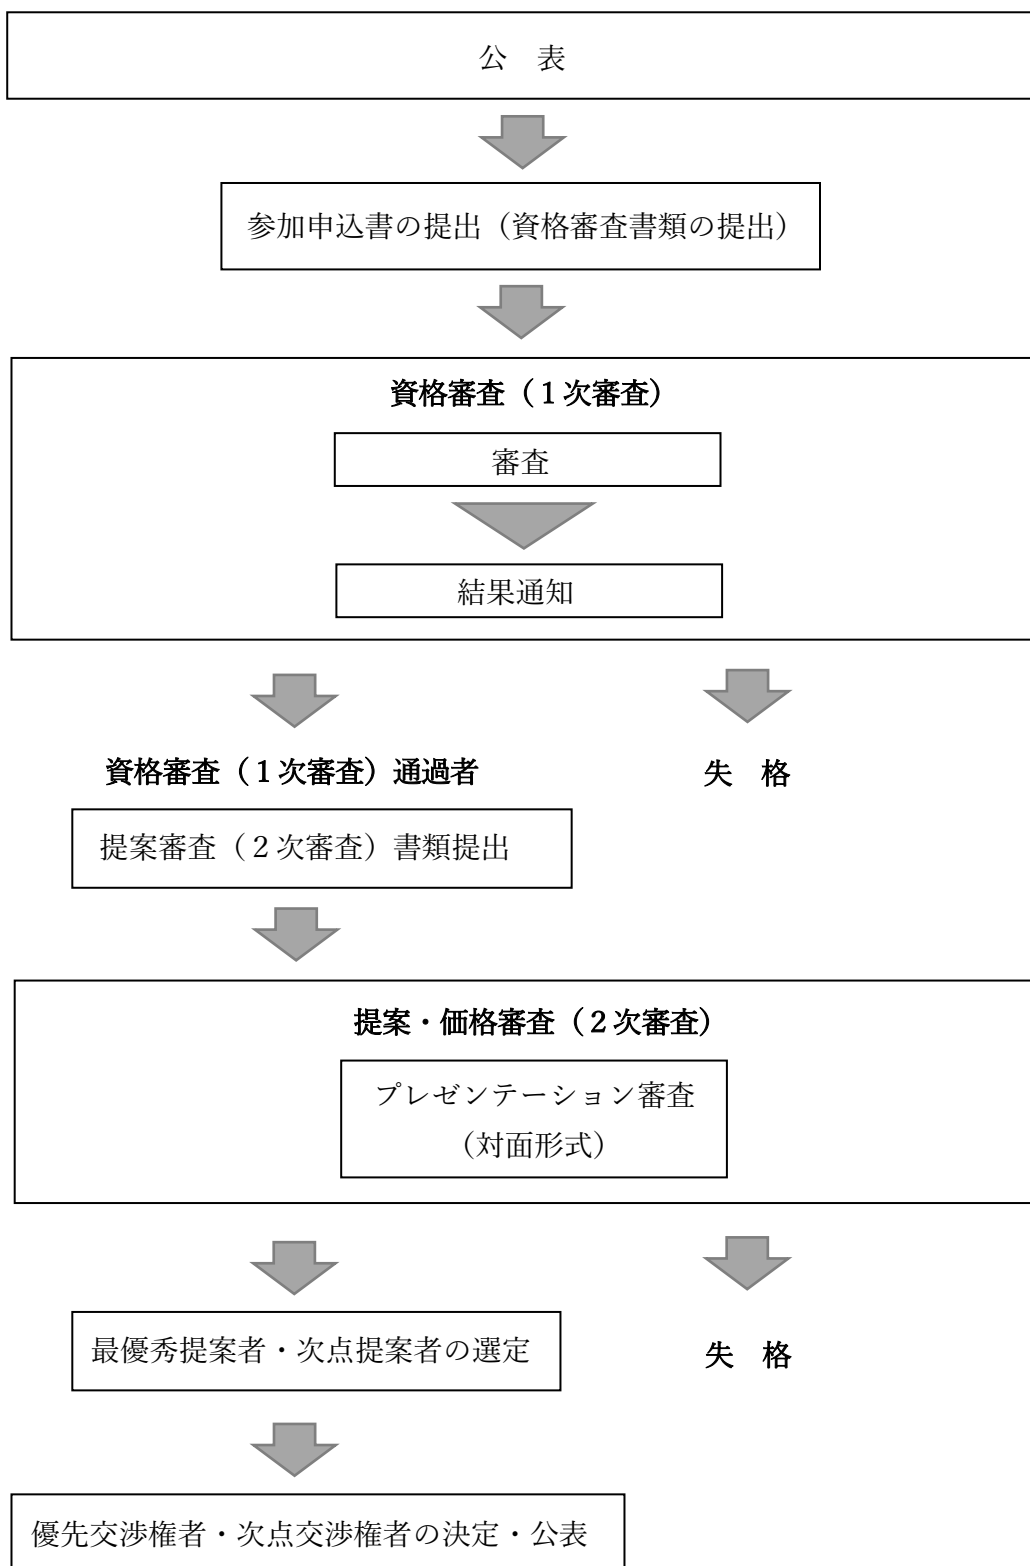 公　表
参加申込書の提出（資格審査書類の提出）
資格審査（１次審査）
審査
結果通知
資格審査（１次審査）通過者
失　格
提案審査（２次審査）書類提出
提案・価格審査（２次審査）
プレゼンテーション審査
（対面形式）
最優秀提案者・次点提案者の選定
失　格
優先交渉権者・次点交渉権者の決定・公表